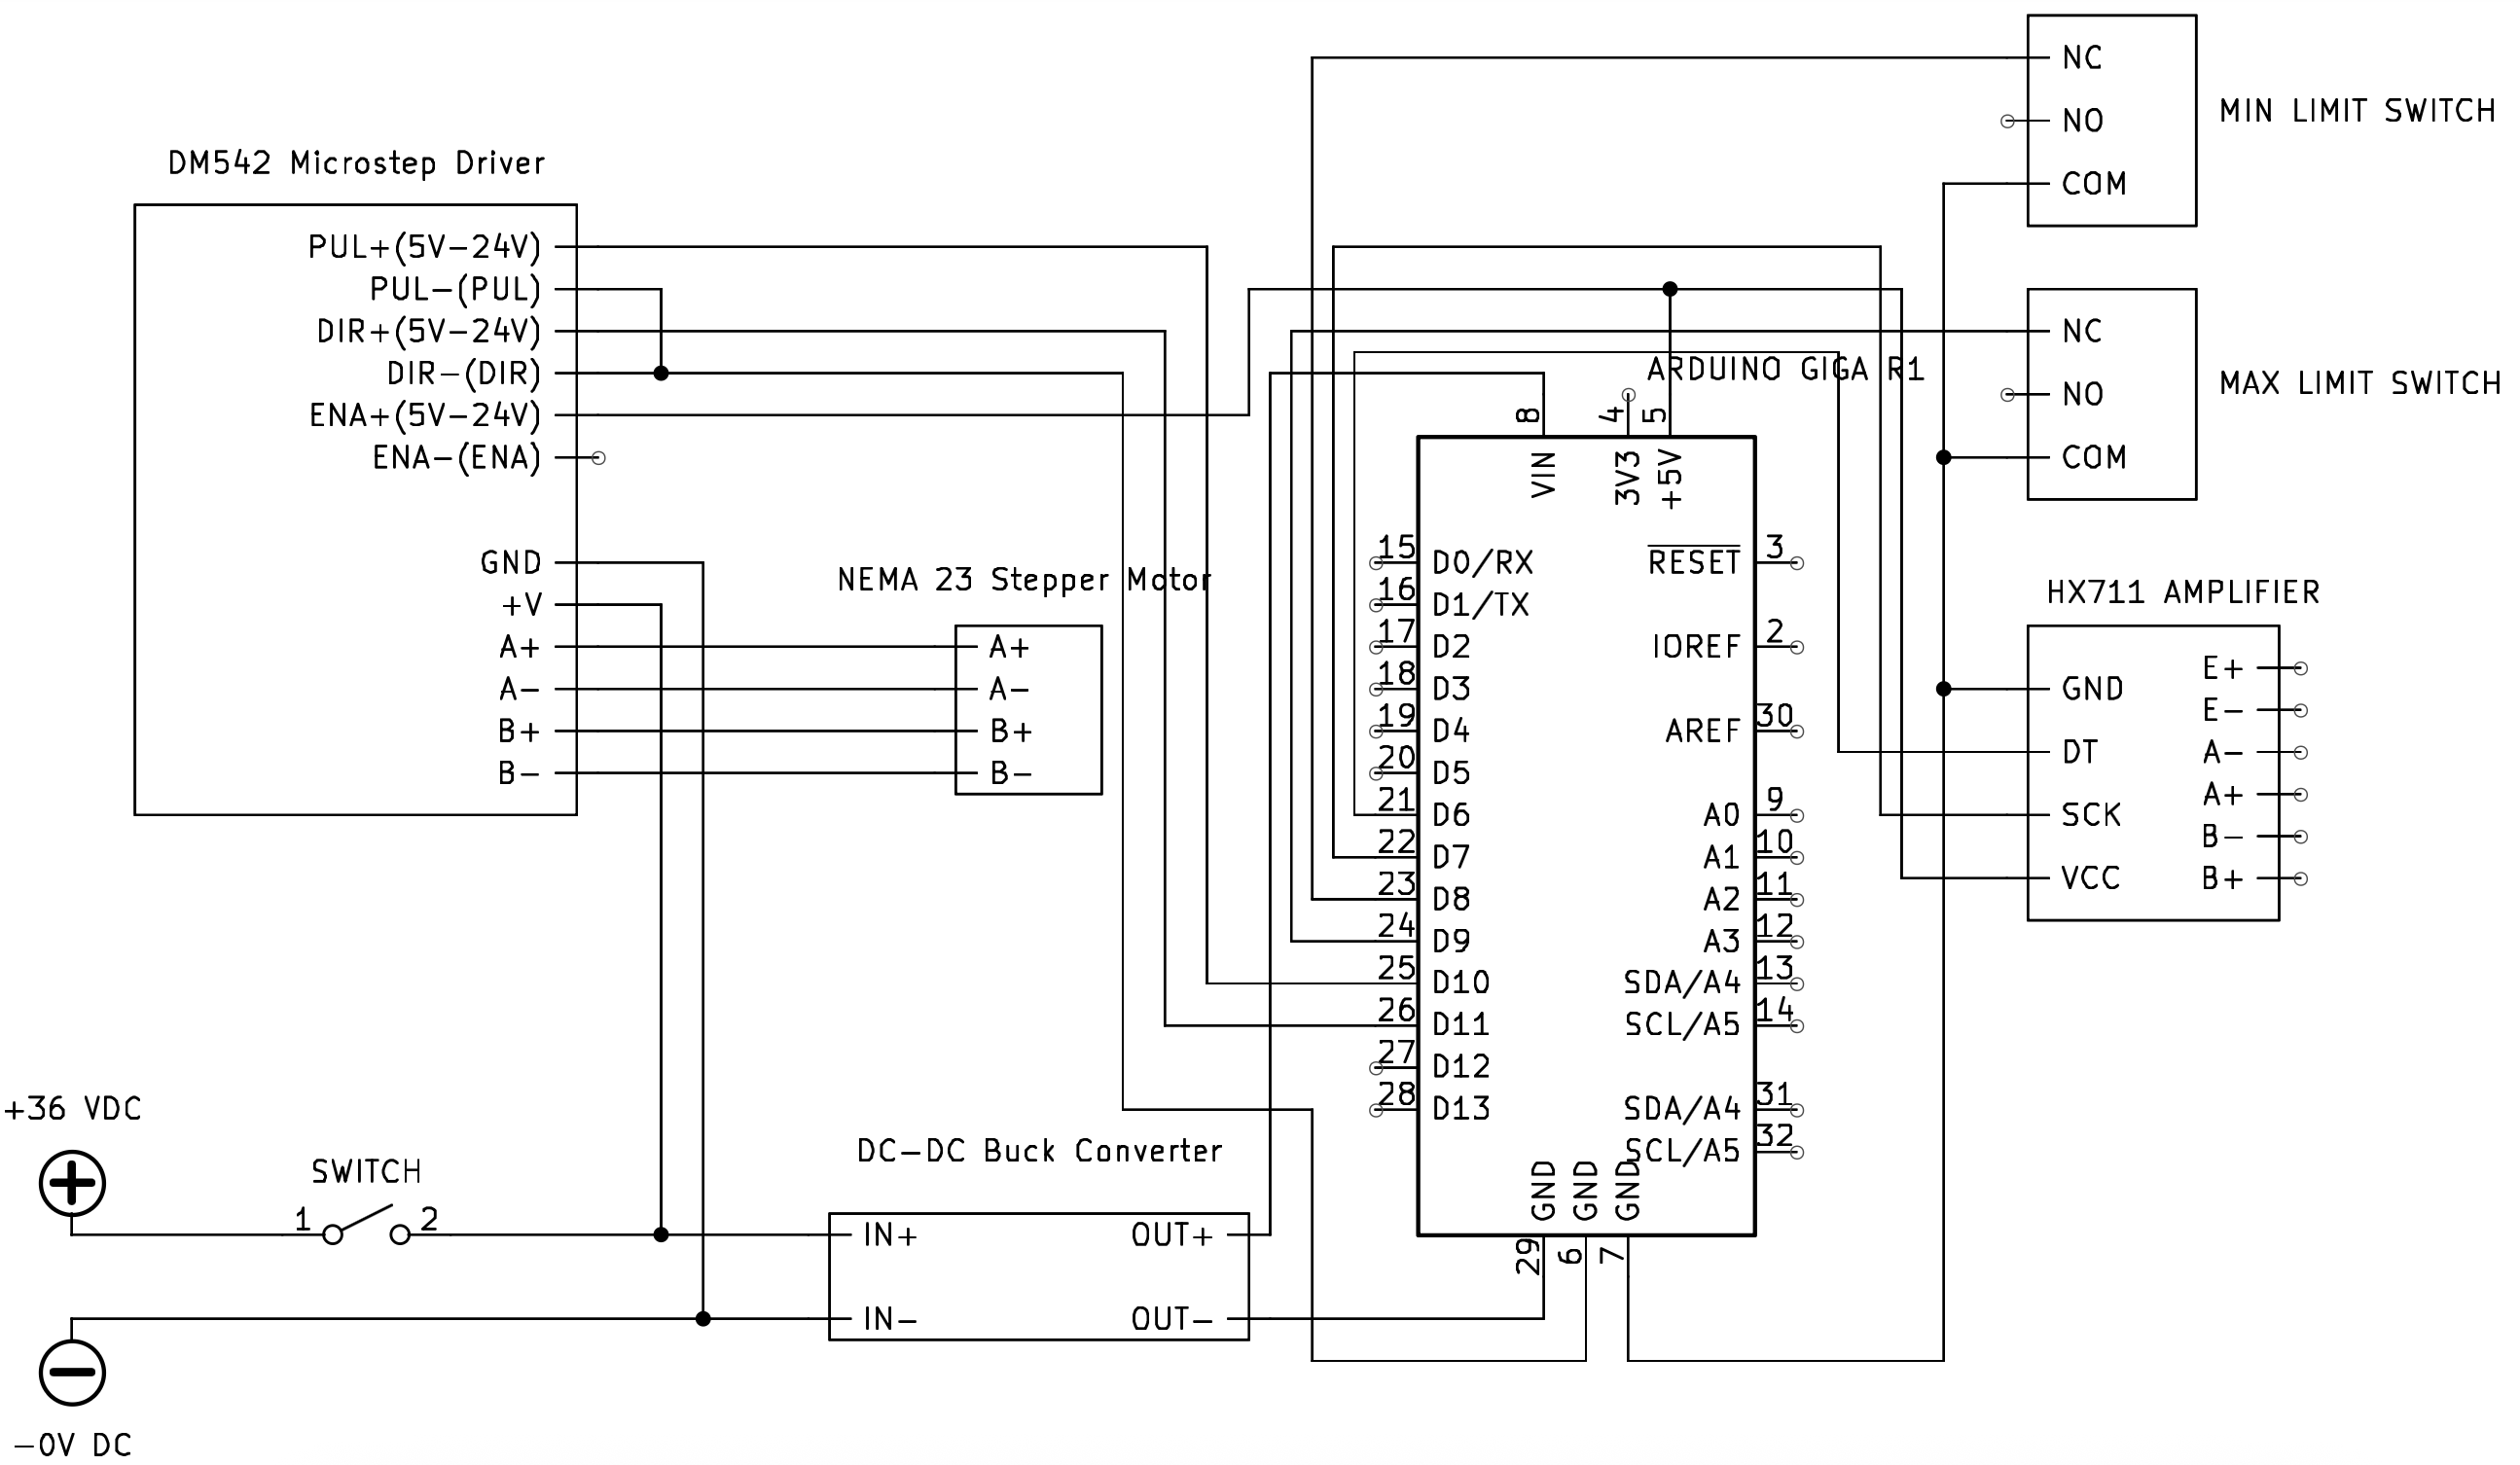 NC
NO
COM
MIN LIMIT SWITCH
DM542 Microstep Driver
PUL+(5V-24V)
PUL-(PUL)
DIR+(5V-24V)
DIR-(DIR)
ENA+(5V-24V)
ENA-(ENA)
GND
+V
A+
A-
B+
B-
NEMA 23 Stepper Motor
A+
A-
B+
B-
NC
NO
COM
MAX LIMIT SWITCH
ARDUINO GIGA R1
8 4 5
VIN 3V3 +5V
15 D0/RX
16 D1/TX
17 D2
18 D3
19 D4
20 D5
21 D6
22 D7
23 D8
24 D9
25 D10
26 D11
27 D12
28 D13
RESET 3
IOREF 2
AREF 30
A0 9
A1 10
A2 11
A3 12
SDA/A4 13
SCL/A5 14
SDA/A4 31
SCL/A5 32
GND GND GND
29 6 7
HX711 AMPLIFIER
GND
DT
SCK
VCC
E+
E-
A-
A+
B-
B+
+36 VDC
SWITCH
1 2
-0V DC
DC-DC Buck Converter
IN+ OUT+
IN- OUT-